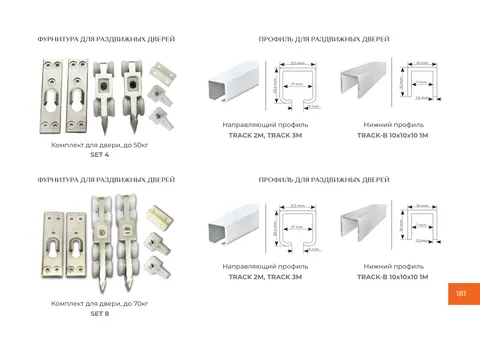 ФУРНИТУРА ДЛЯ РАЗДВИЖНЫХ ДВЕРЕЙ
ПРОФИЛЬ ДЛЯ РАЗДВИЖНЫХ ДВЕРЕЙ
Комплект для двери, до 50кг
SET 4
Направляющий профиль
TRACK 2M, TRACK 3M
Нижний профиль
TRACK-B 10x10x10 1M
ФУРНИТУРА ДЛЯ РАЗДВИЖНЫХ ДВЕРЕЙ
ПРОФИЛЬ ДЛЯ РАЗДВИЖНЫХ ДВЕРЕЙ
Комплект для двери, до 70кг
SET 8
Направляющий профиль
TRACK 2M, TRACK 3M
Нижний профиль
TRACK-B 10x10x10 1M
181